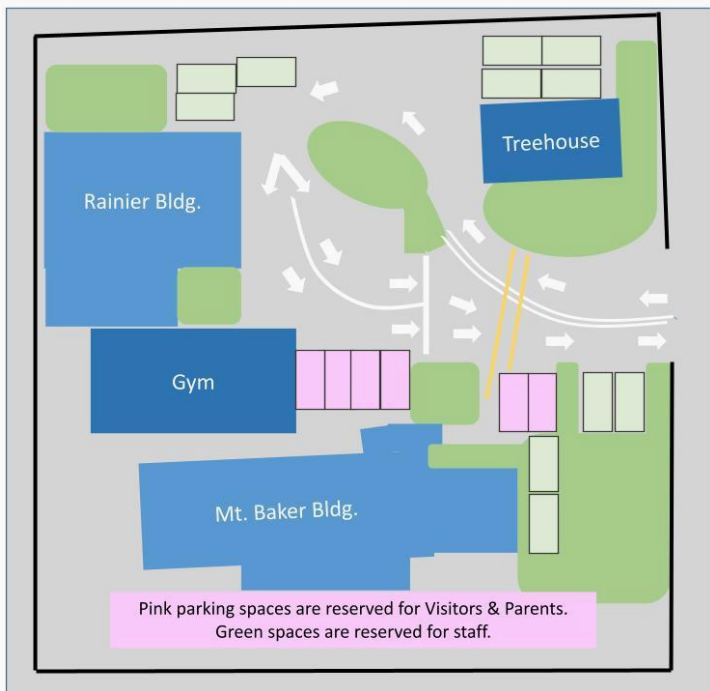 Treehouse
Rainier Bldg.
Gym
Mt. Baker Bldg.
Pink parking spaces are reserved for Visitors & Parents.
Green spaces are reserved for staff.